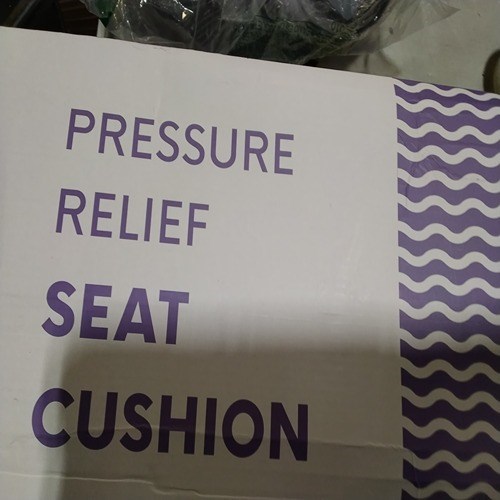 PRESSURE
RELIEF
SEAT
CUSHION